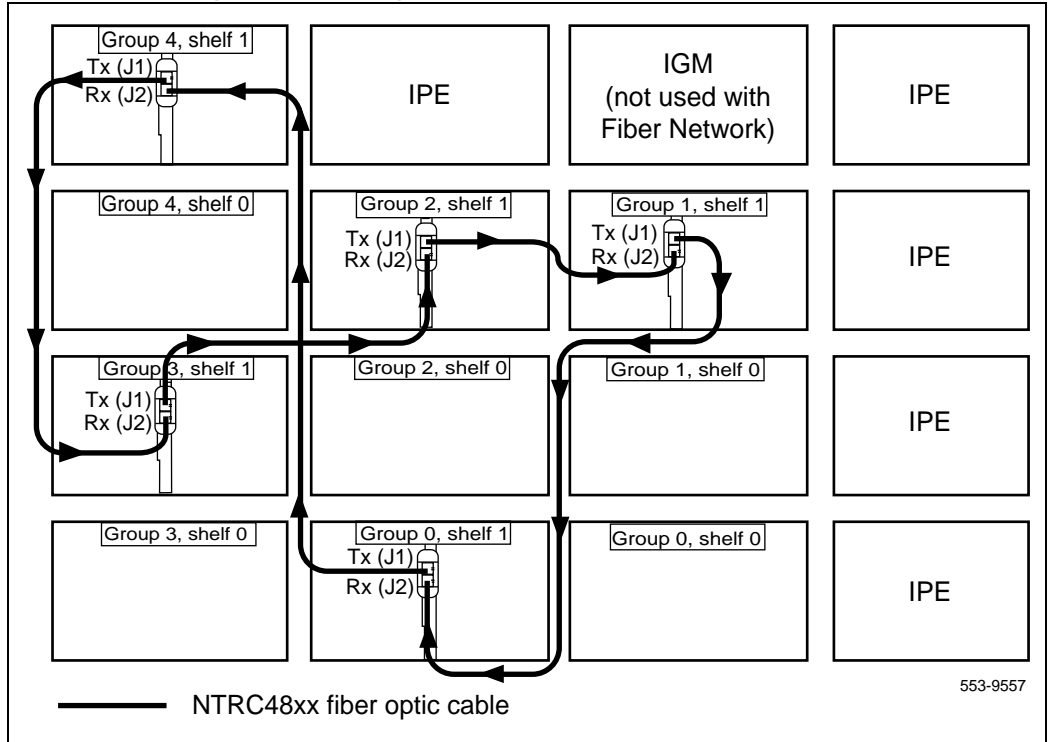 Group 4, shelf 1
Tx (J1)
Rx (J2)
IPE
IGM
(not used with
Fiber Network)
IPE
Group 4, shelf 0
Group 2, shelf 1
Tx (J1)
Rx (J2)
Group 1, shelf 1
Tx (J1)
Rx (J2)
IPE
Group 3, shelf 1
Tx (J1)
Rx (J2)
Group 2, shelf 0
Group 1, shelf 0
IPE
Group 3, shelf 0
Group 0, shelf 1
Tx (J1)
Rx (J2)
Group 0, shelf 0
IPE
553-9557
NTRC48xx fiber optic cable